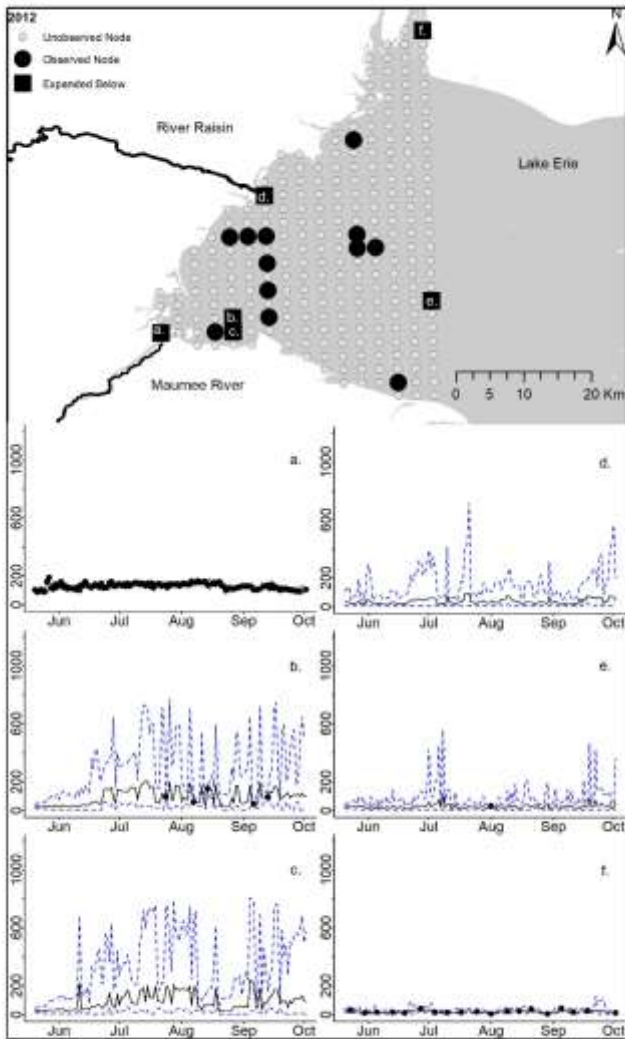 2012
Unobserved Node
Observed Node
Expanded Below
N
River Raisin
Lake Erie
Maumee River
0 5 10 20 Km
a.
b.
c.
d.
e.
f.
a.
0 200 600 1000
Jun Jul Aug Sep Oct
d.
0 200 600 1000
Jun Jul Aug Sep Oct
b.
0 200 600 1000
Jun Jul Aug Sep Oct
e.
0 200 600 1000
Jun Jul Aug Sep Oct
c.
0 200 600 1000
Jun Jul Aug Sep Oct
f.
0 200 600 1000
Jun Jul Aug Sep Oct